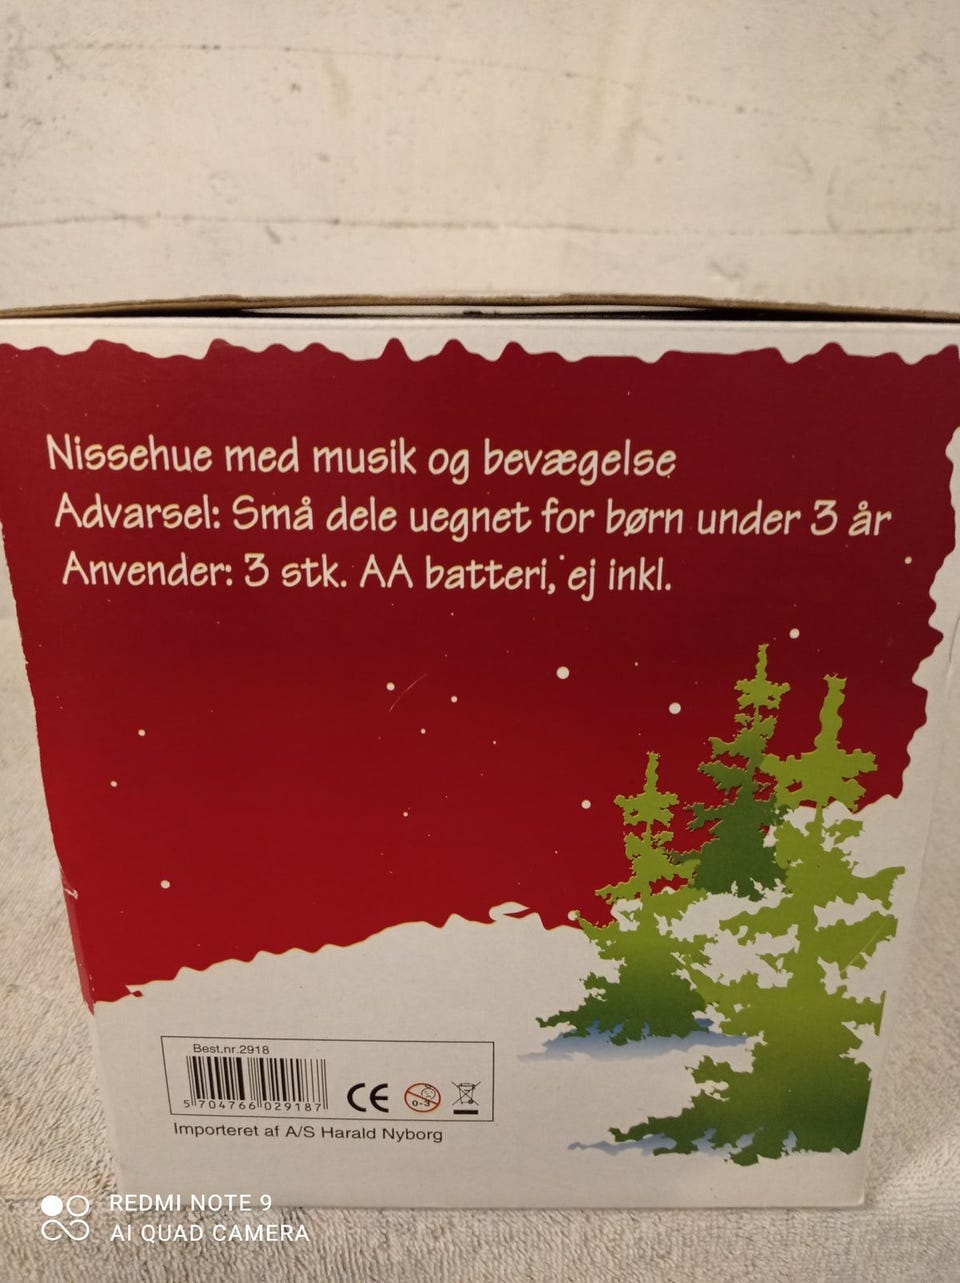 Nissehue med musik og bevægelse
Advarsel: Små dele uegnet for børn under 3 år
Anvender: 3 stk. AA batteri, ej inkl.
Best.nr.2918
5 704766 029187
CE
0-3
Importeret af A/S Harald Nyborg
REDMI NOTE 9
AI QUAD CAMERA